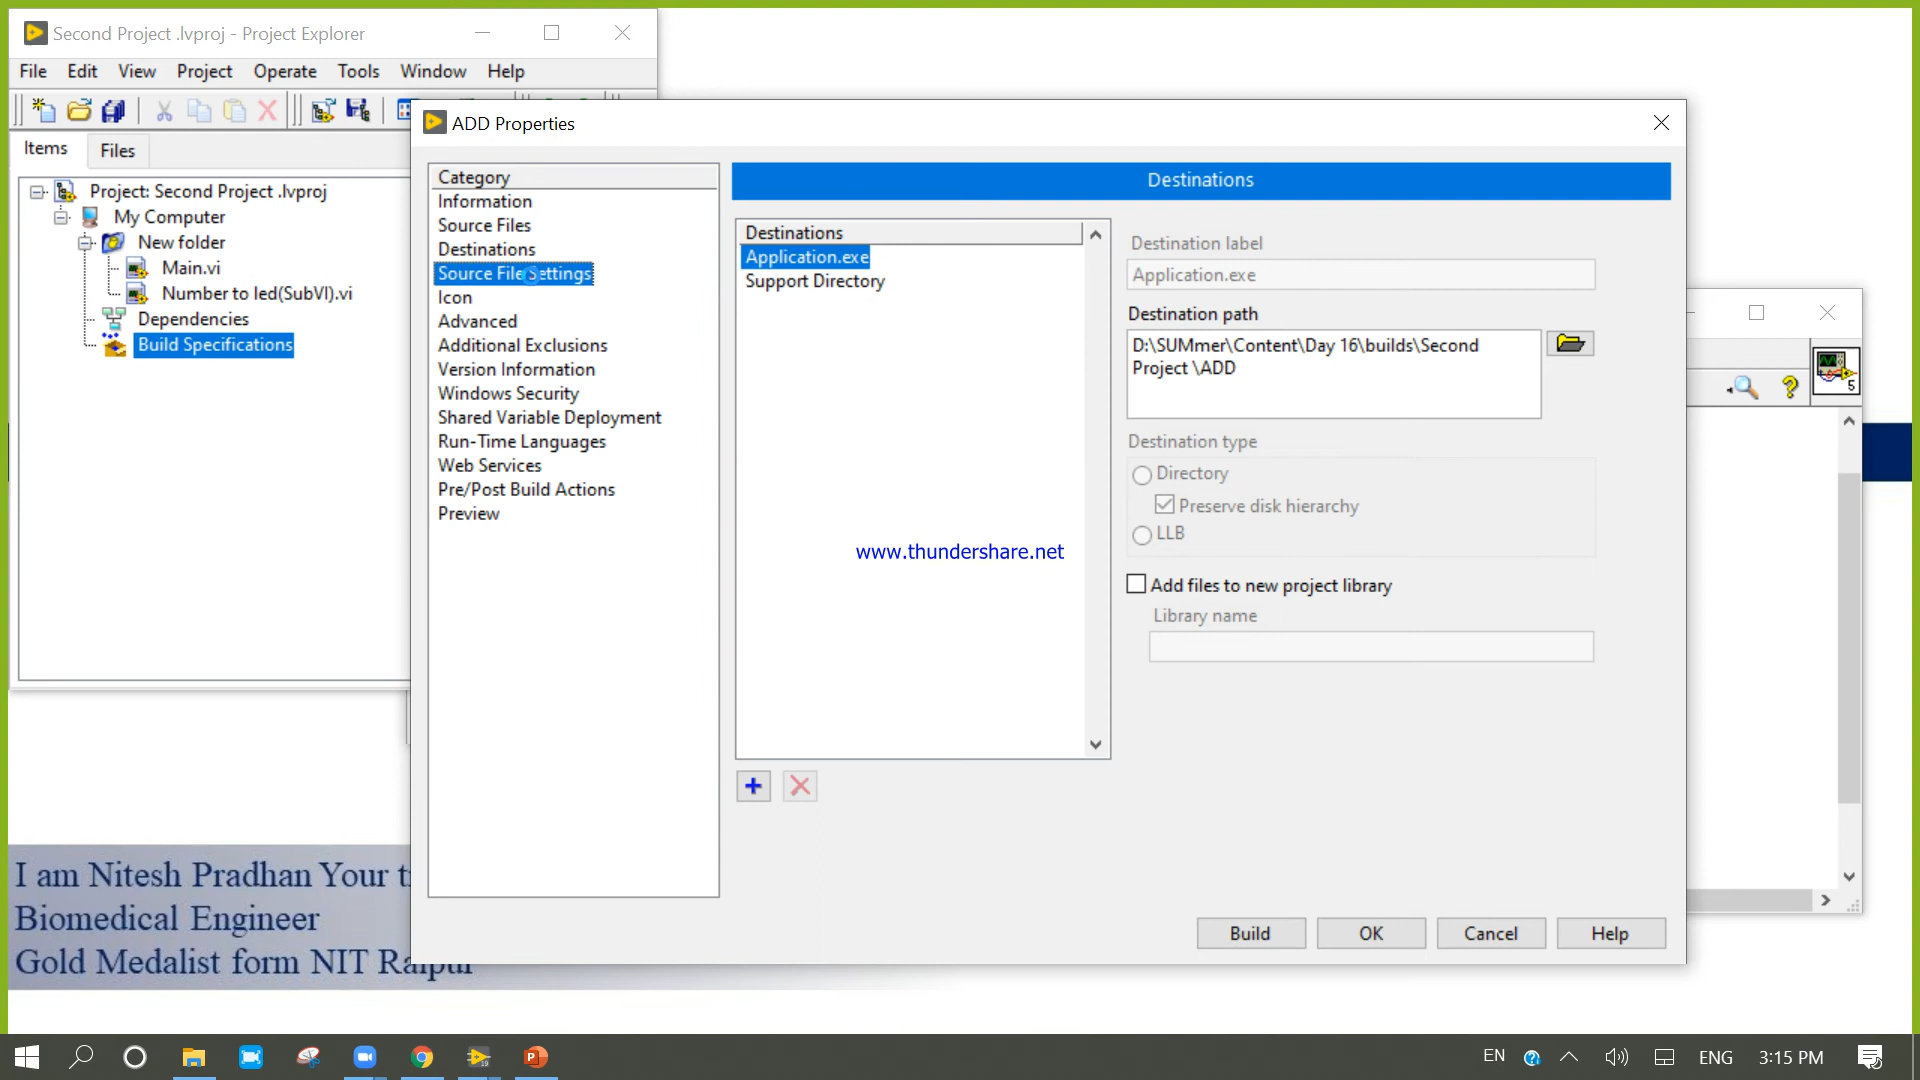 Second Project .lvproj - Project Explorer
File Edit View Project Operate Tools Window Help
Items Files
Project: Second Project .lvproj
My Computer
New folder
Main.vi
Number to led(SubVI).vi
Dependencies
Build Specifications
ADD Properties
Category
Information
Source Files
Destinations
Source File Settings
Icon
Advanced
Additional Exclusions
Version Information
Windows Security
Shared Variable Deployment
Run-Time Languages
Web Services
Pre/Post Build Actions
Preview
Destinations
Destinations
Application.exe
Support Directory
Destination label
Application.exe
Destination path
D:\SUMmer\Content\Day 16\builds\Second
Project \ADD
Destination type
Directory
Preserve disk hierarchy
LLB
Add files to new project library
Library name
www.thundershare.net
Build OK Cancel Help
5
I am Nitesh Pradhan Your
Biomedical Engineer
Gold Medalist form NIT Raipur
EN ENG 3:15 PM